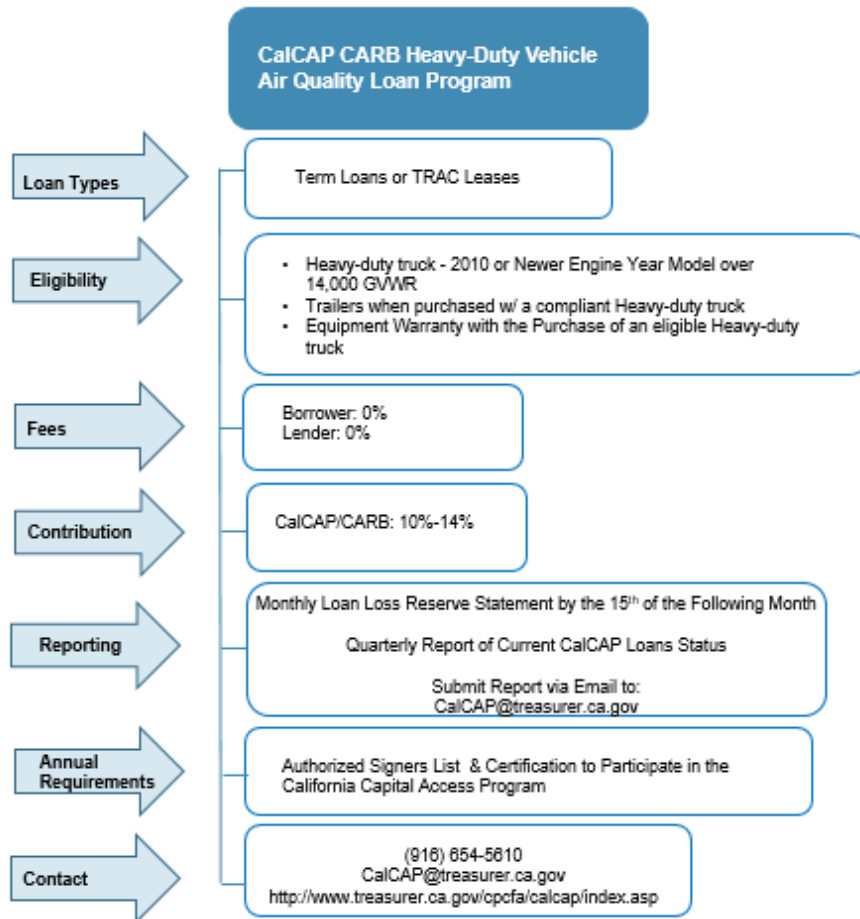 CalCAP CARB Heavy-Duty Vehicle
Air Quality Loan Program
Loan Types
Term Loans or TRAC Leases
Eligibility
• Heavy-duty truck - 2010 or Newer Engine Year Model over
14,000 GVWR
• Trailers when purchased w/ a compliant Heavy-duty truck
• Equipment Warranty with the Purchase of an eligible Heavy-duty
truck
Fees
Borrower: 0%
Lender: 0%
Contribution
CalCAP/CARB: 10%-14%
Reporting
Monthly Loan Loss Reserve Statement by the 15th of the Following Month
Quarterly Report of Current CalCAP Loans Status
Submit Report via Email to:
CalCAP@treasurer.ca.gov
Annual
Requirements
Authorized Signers List & Certification to Participate in the
California Capital Access Program
Contact
(916) 654-5610
CalCAP@treasurer.ca.gov
http://www.treasurer.ca.gov/cpcfa/calcap/index.asp